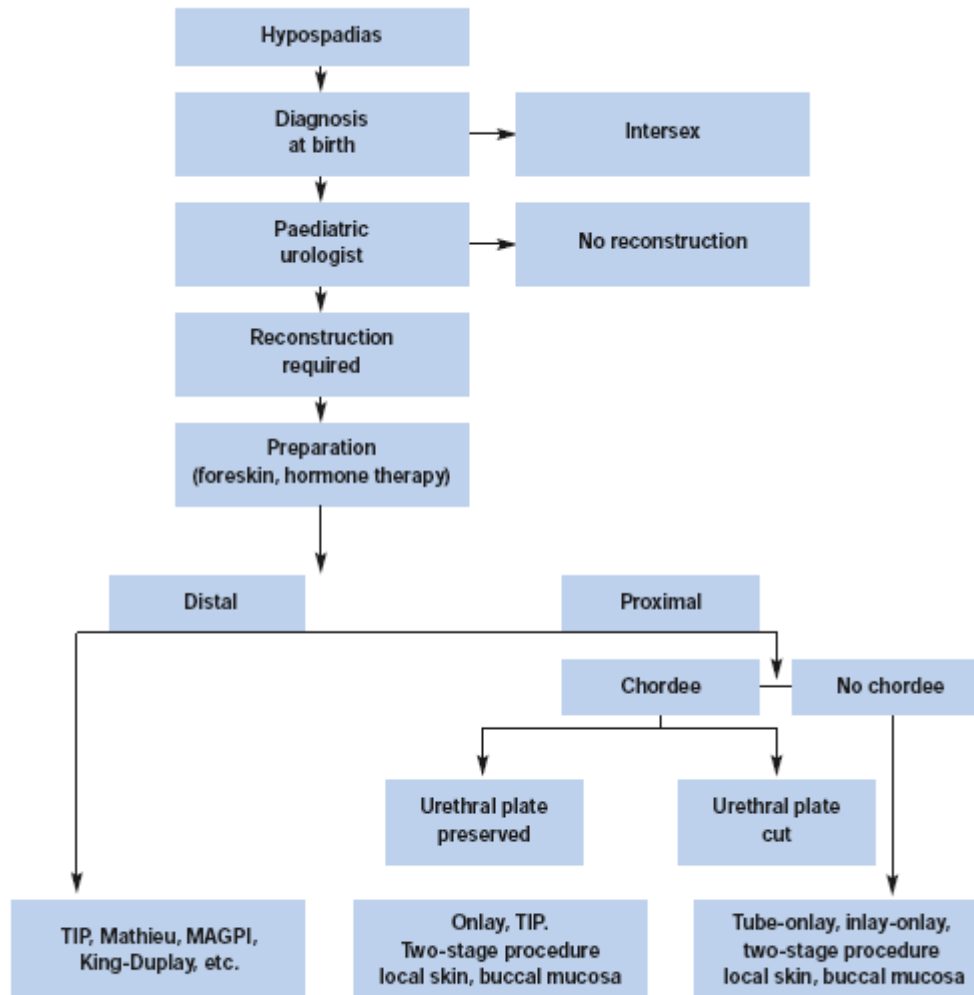 Hypospadias
Diagnosis
at birth
Intersex
Paediatric
urologist
No reconstruction
Reconstruction
required
Preparation
(foreskin, hormone therapy)
Distal
Proximal
Chordee
No chordee
Urethral plate
preserved
Urethral plate
cut
TIP, Mathieu, MAGPI,
King-Duplay, etc.
Onlay, TIP.
Two-stage procedure
local skin, buccal mucosa
Tube-onlay, inlay-onlay,
two-stage procedure
local skin, buccal mucosa